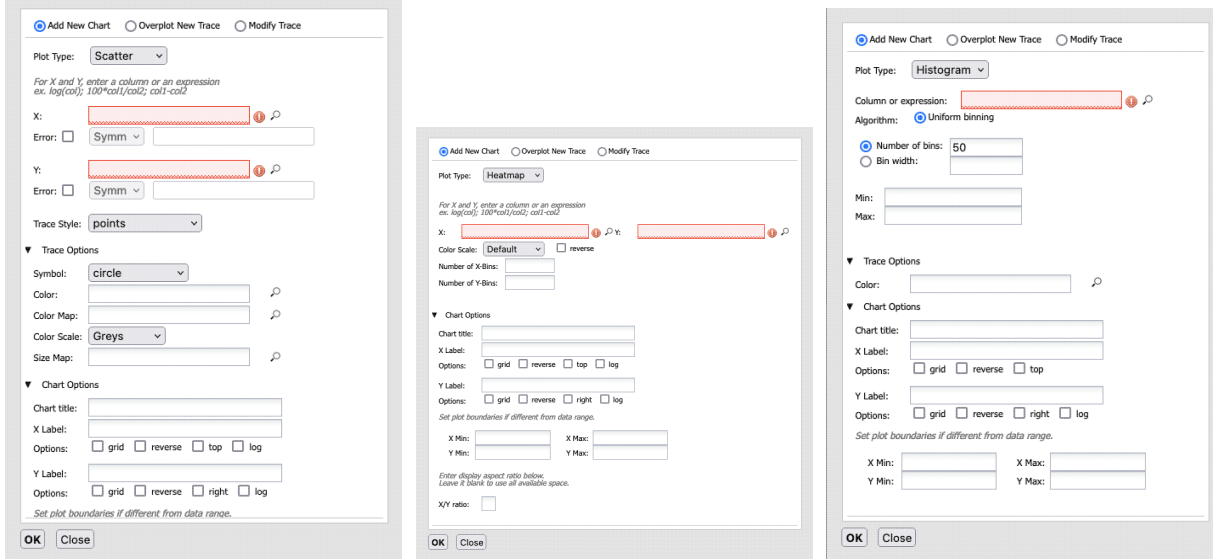 Add New Chart Overplot New Trace Modify Trace
Plot Type: Scatter
For X and Y, enter a column or an expression
ex. log(col); 100*col1/col2; col1-col2
X:
Error: Symm
Y:
Error: Symm
Trace Style: points
Trace Options
Symbol: circle
Color:
Color Map:
Color Scale: Greys
Size Map:
Chart Options
Chart title:
X Label:
Options: grid reverse top log
Y Label:
Options: grid reverse right log
Set plot boundaries if different from data range.
OK Close
Add New Chart Overplot New Trace Modify Trace
Plot Type: Heatmap
For X and Y, enter a column or an expression
ex. log(col); 100*col1/col2; col1-col2
X: Y:
Color Scale: Default reverse
Number of X-Bins:
Number of Y-Bins:
Chart Options
Chart title:
X Label:
Options: grid reverse top log
Y Label:
Options: grid reverse right log
Set plot boundaries if different from data range.
X Min: X Max:
Y Min: Y Max:
Enter display aspect ratio below.
Leave it blank to use all available space.
X/Y ratio:
OK Close
Add New Chart Overplot New Trace Modify Trace
Plot Type: Histogram
Column or expression:
Algorithm: Uniform binning
Number of bins: 50
Bin width:
Min:
Max:
Trace Options
Color:
Chart Options
Chart title:
X Label:
Options: grid reverse top
Y Label:
Options: grid reverse right log
Set plot boundaries if different from data range.
X Min: X Max:
Y Min: Y Max:
OK Close